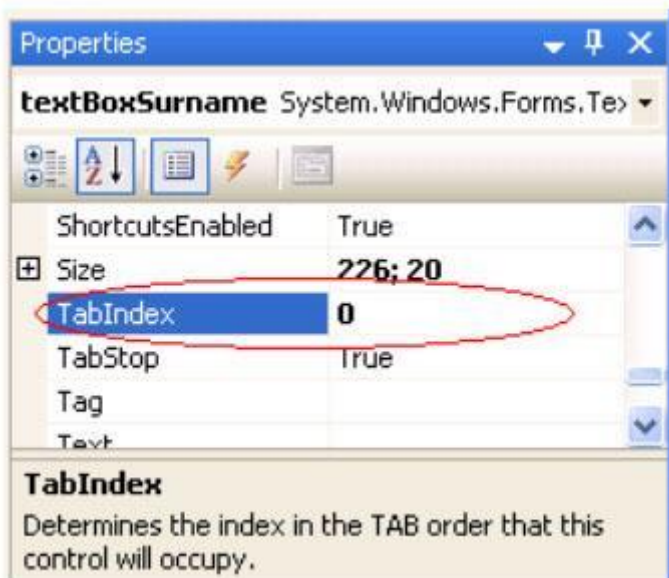 Properties
textBoxSurname System.Windows.Forms.Te
ShortcutsEnabled True
Size 226; 20
TabIndex 0
TabStop True
Tag
Text
TabIndex
Determines the index in the TAB order that this
control will occupy.